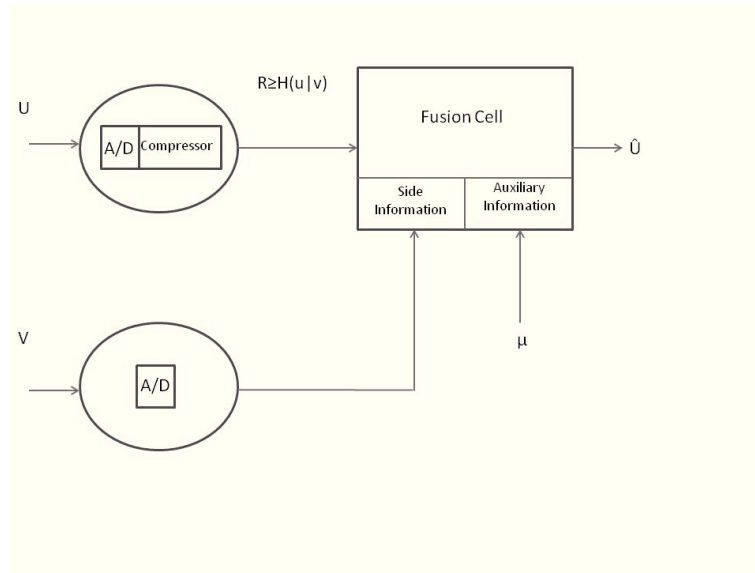 U
R≥H(u|v)
A/D
Compressor
Fusion Cell
Û
Side
Information
Auxiliary
Information
V
µ
A/D